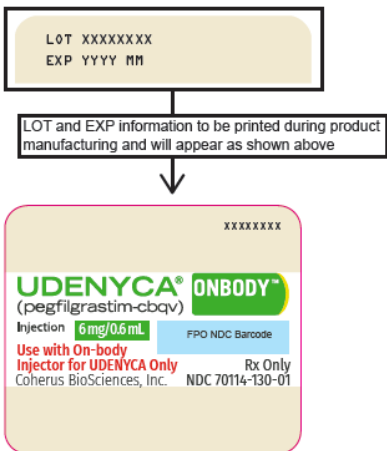 LOT XXXXXXXX
EXP YYYY MM
LOT and EXP information to be printed during product
manufacturing and will appear as shown above
xxxxxxxx
UDENYCA® ONBODY™
(pegfilgrastim-cbqv)
Injection 6 mg/0.6 mL
FPO NDC Barcode
Use with On-body
Injector for UDENYCA Only Rx Only
Coherus BioSciences, Inc. NDC 70114-130-01